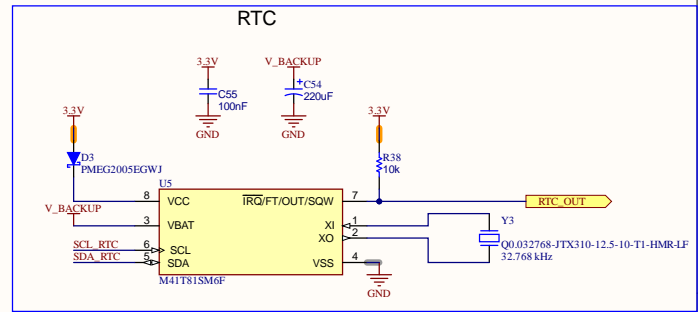 RTC
3.3V
V_BACKUP
C55
100nF
GND
C54
220uF
GND
3.3V
D3
PMEG2005EGWJ
3.3V
R38
10k
U5
V_BACKUP
8
VCC
IRQ/FT/OUT/SQW
7
RTC_OUT
3
VBAT
XI
1
Y3
XO
2
SCL_RTC
6
SCL
Q0.032768-JTX310-12.5-10-T1-HMR-LF
SDA_RTC
5
SDA
VSS
4
32.768 kHz
M41T81SM6F
GND